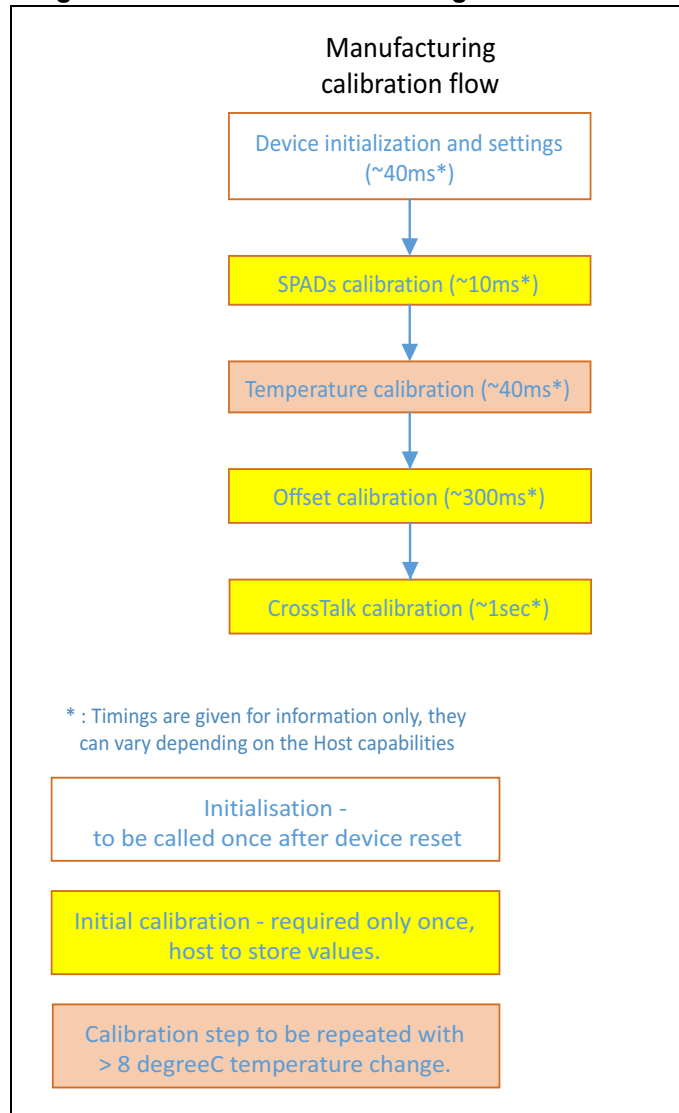 Manufacturing
calibration flow
Device initialization and settings
(~40ms*)
SPADs calibration (~10ms*)
Temperature calibration (~40ms*)
Offset calibration (~300ms*)
CrossTalk calibration (~1sec*)
* : Timings are given for information only, they
can vary depending on the Host capabilities
Initialisation -
to be called once after device reset
Initial calibration - required only once,
host to store values.
Calibration step to be repeated with
> 8 degreeC temperature change.